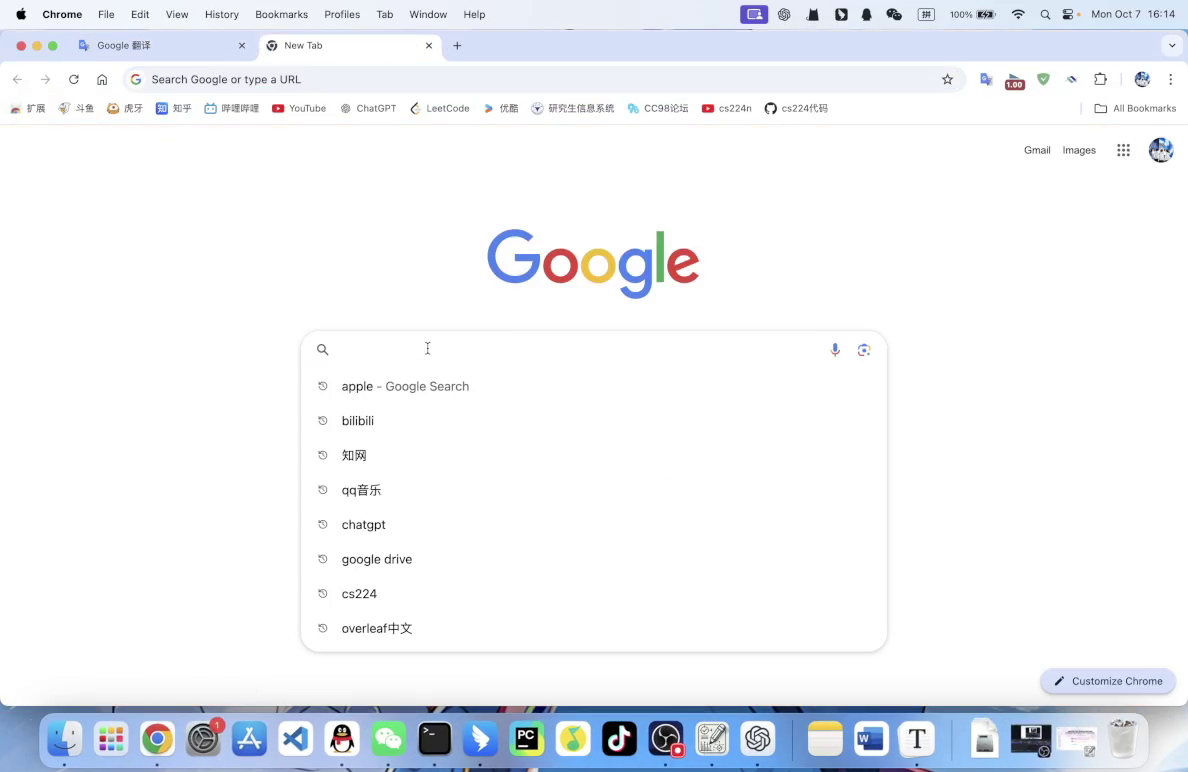 Chrome File Edit View History Bookmarks Profiles Tab Window Help 拼 100% Mon Oct 7 16:14
Google 翻译 New Tab
Search Google or type a URL 1.00
扩展 斗鱼 虎牙 知 知乎 哔哩哔哩 YouTube ChatGPT LeetCode 优酷 研究生信息系统 CC98论坛 cs224n cs224代码 All Bookmarks
Gmail Images
Google
apple - Google Search
bilibili
知网
qq音乐
chatgpt
google drive
cs224
overleaf中文
Customize Chrome
1 >_ PC W T